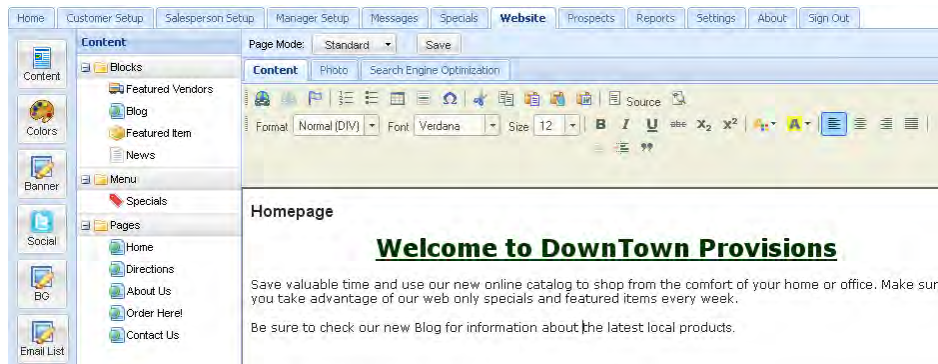 Home Customer Setup Salesperson Setup Manager Setup Messages Specials Website Prospects Reports Settings About Sign Out
Content
Colors
Banner
Social
BG
Email List
Content
Blocks
Featured Vendors
Blog
Featured Item
News
Menu
Specials
Pages
Home
Directions
About Us
Order Here!
Contact Us
Page Mode: Standard Save
Content Photo Search Engine Optimization
Source
Format Normal (DIV) Font Verdana Size 12 B I U abc X₂ X² A
Homepage
Welcome to DownTown Provisions
Save valuable time and use our new online catalog to shop from the comfort of your home or office. Make sur
you take advantage of our web only specials and featured items every week.
Be sure to check our new Blog for information about the latest local products.